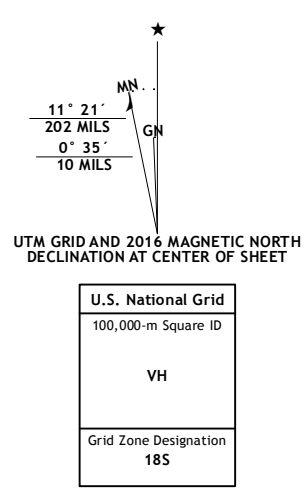 ★
MN
11° 21´
202 MILS
GN
0° 35´
10 MILS
UTM GRID AND 2016 MAGNETIC NORTH
DECLINATION AT CENTER OF SHEET
U.S. National Grid
100,000-m Square ID
VH
Grid Zone Designation
18S